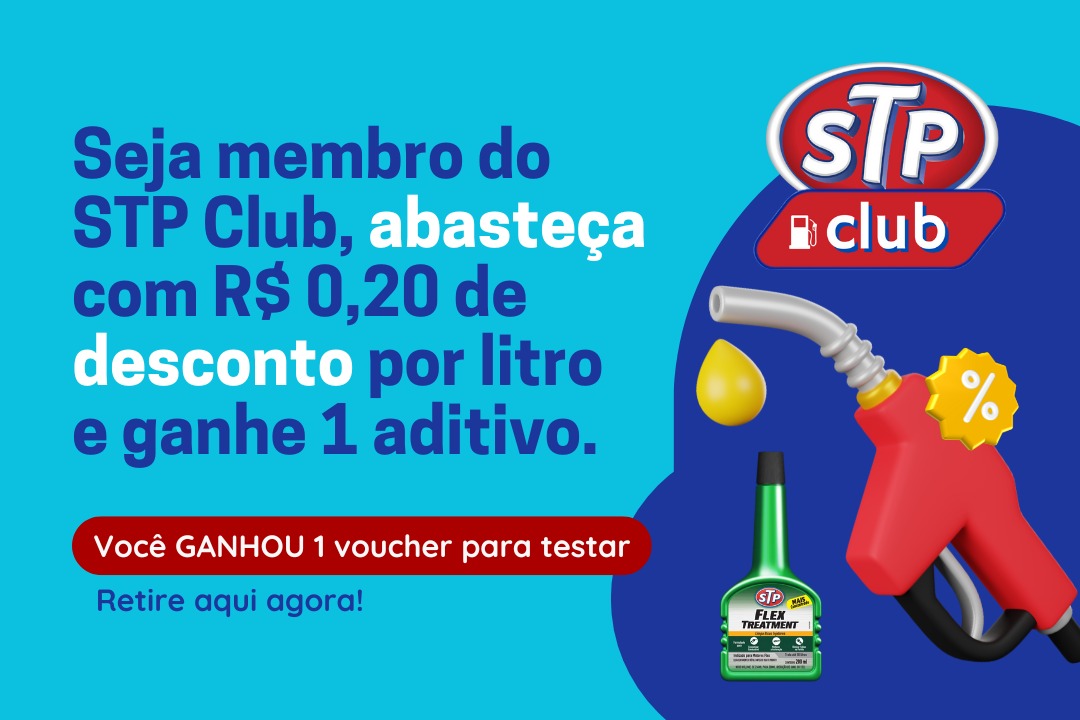 Seja membro do
STP Club, abasteça
com R$ 0,20 de
desconto por litro
e ganhe 1 aditivo.
Você GANHOU 1 voucher para testar
Retire aqui agora!
STP
club
%
STP
MAIS
FLEX
TREATMENT